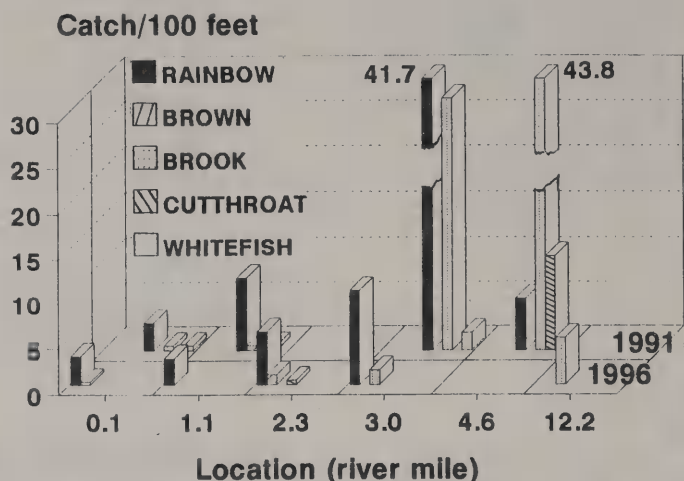 Catch/100 feet
RAINBOW
BROWN
BROOK
CUTTHROAT
WHITEFISH
41.7
43.8
30
25
20
15
10
5
0
1991
1996
0.1 1.1 2.3 3.0 4.6 12.2
Location (river mile)